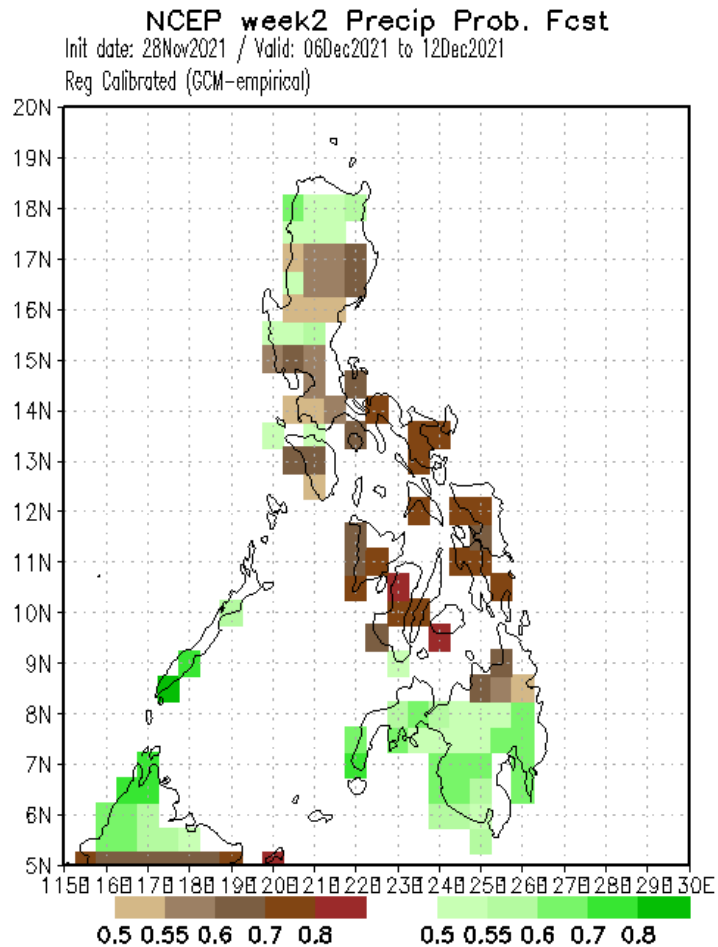 NCEP week2 Precip Prob. Fcst
Init date: 28Nov2021 / Valid: 06Dec2021 to 12Dec2021
Reg Calibrated (GCM-empirical)
20N
19N
18N
17N
16N
15N
14N
13N
12N
11N
10N
9N
8N
7N
6N
5N
115E 116E 117E 118E 119E 120E 121E 122E 123E 124E 125E 126E 127E 128E 129E 130E
0.5 0.55 0.6 0.7 0.8 0.5 0.55 0.6 0.7 0.8